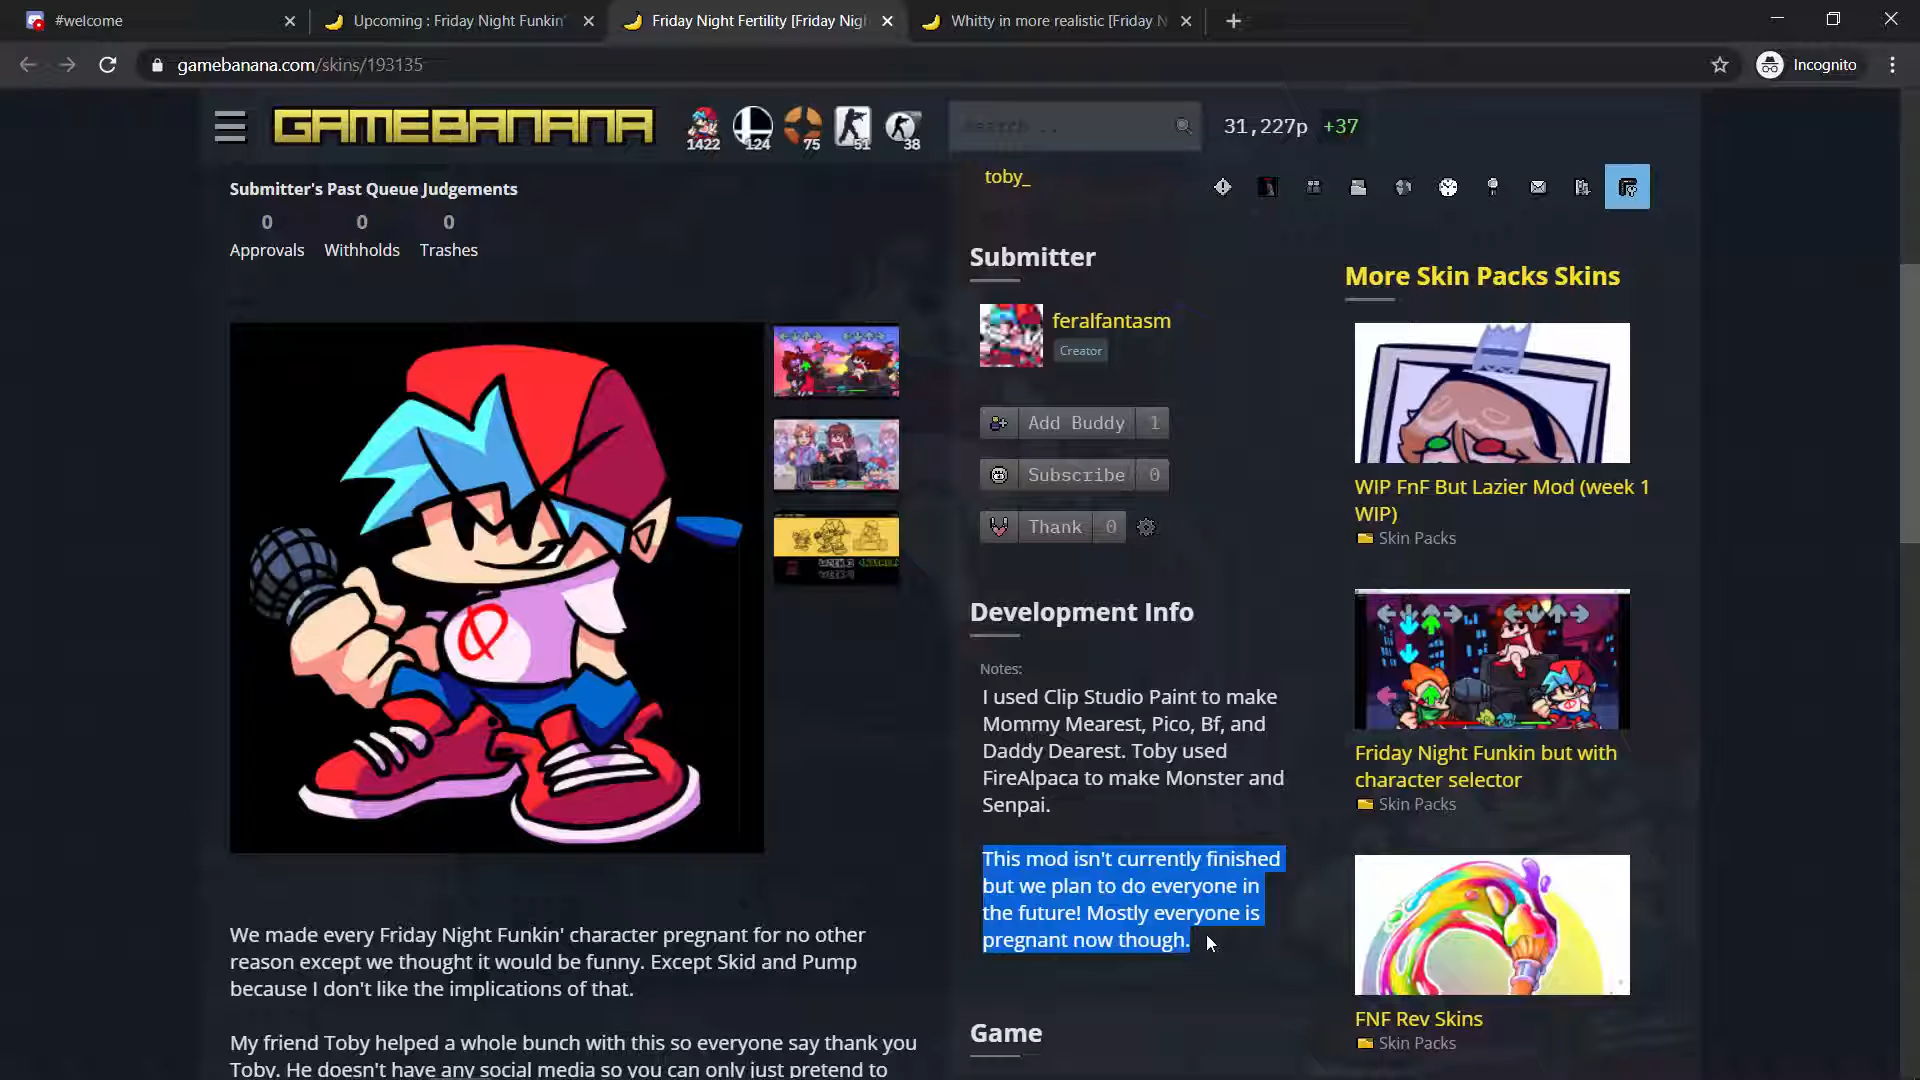 #welcome
Upcoming : Friday Night Funkin'
Friday Night Fertility [Friday Nig
Whitty in more realistic [Friday N
gamebanana.com/skins/193135
Incognito
GAMEBANANA
1422
124
75
51
38
Search ...
31,227p +37
Submitter's Past Queue Judgements
0 0 0
Approvals Withholds Trashes
toby_
Submitter
feralfantasm
Creator
Add Buddy 1
Subscribe 0
Thank 0
Development Info
Notes:
I used Clip Studio Paint to make
Mommy Mearest, Pico, Bf, and
Daddy Dearest. Toby used
FireAlpaca to make Monster and
Senpai.
This mod isn't currently finished
but we plan to do everyone in
the future! Mostly everyone is
pregnant now though.
Game
We made every Friday Night Funkin' character pregnant for no other
reason except we thought it would be funny. Except Skid and Pump
because I don't like the implications of that.
My friend Toby helped a whole bunch with this so everyone say thank you
Toby. He doesn't have any social media so you can only just pretend to
More Skin Packs Skins
WIP FnF But Lazier Mod (week 1
WIP)
Skin Packs
Friday Night Funkin but with
character selector
Skin Packs
FNF Rev Skins
Skin Packs